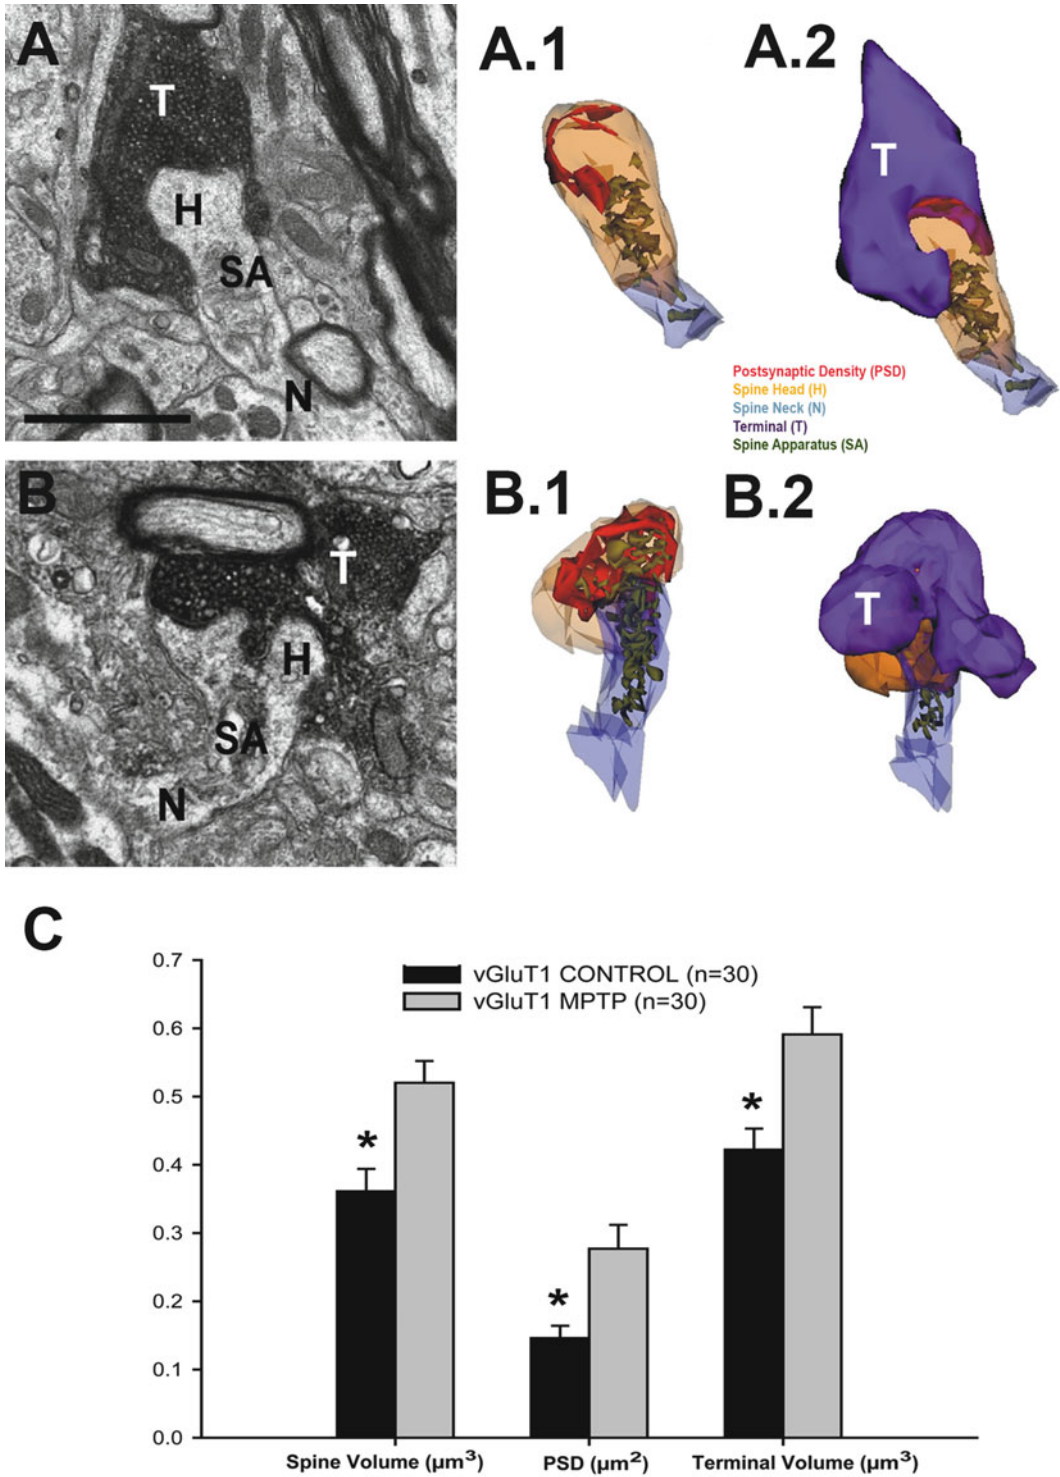 A
T
H
SA
N
A.1
A.2
T
Postsynaptic Density (PSD)
Spine Head (H)
Spine Neck (N)
Terminal (T)
Spine Apparatus (SA)
B
T
H
SA
N
B.1
B.2
T
C
vGluT1 CONTROL (n=30)
vGluT1 MPTP (n=30)
0.7
0.6
0.5
0.4
0.3
0.2
0.1
0.0
*
*
*
Spine Volume (µm³) PSD (µm²) Terminal Volume (µm³)